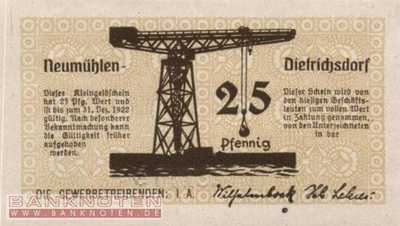 Neumühlen- Dietrichsdorf
Dieser Kleingeldschein
hat 25 Pfg. Wert und
ist bis zum 31. Dez. 1922
gültig. Nach besonderer
Bekanntmachung kann
die Gültigkeit früher
aufgehoben
werden.
25
Pfennig
Dieser Schein wird von
den hiesigen Geschäfts-
leuten zum vollen Wert
in Zahlung genommen,
von den Unterzeichneten
in bar
DIE GEWERBETREIBENDEN: I. A.
BANKNOTEN
WWW.BANKNOTEN.DE